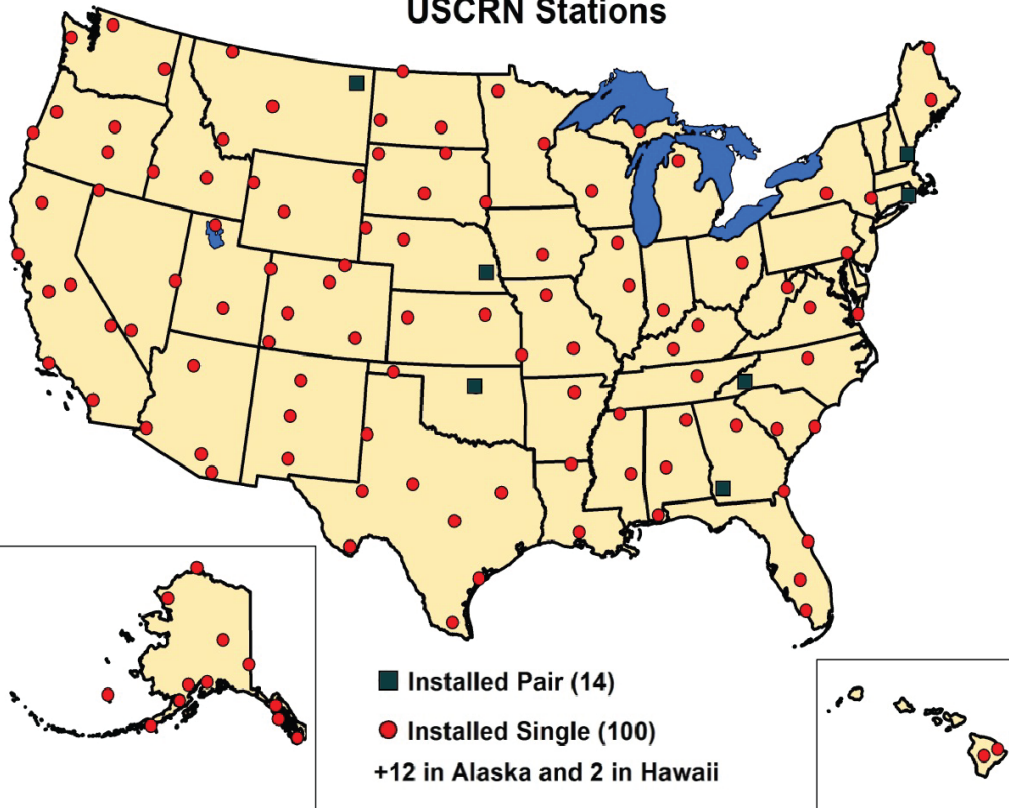 USCRN Stations
Installed Pair (14)
Installed Single (100)
+12 in Alaska and 2 in Hawaii